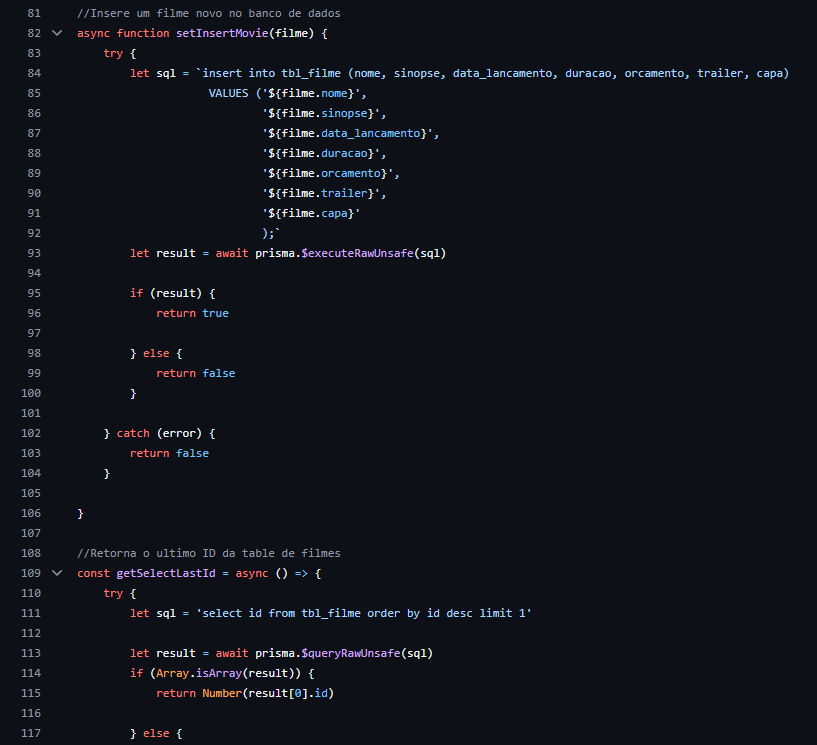 81 //Insere um filme novo no banco de dados
82 async function setInsertMovie(filme) {
83 try {
84 let sql = `insert into tbl_filme (nome, sinopse, data_lancamento, duracao, orcamento, trailer, capa)
85 VALUES ('${filme.nome}',
86 '${filme.sinopse}',
87 '${filme.data_lancamento}',
88 '${filme.duracao}',
89 '${filme.orcamento}',
90 '${filme.trailer}',
91 '${filme.capa}'
92 );`
93 let result = await prisma.$executeRawUnsafe(sql)
94
95 if (result) {
96 return true
97
98 } else {
99 return false
100 }
101
102 } catch (error) {
103 return false
104 }
105
106 }
107
108 //Retorna o ultimo ID da table de filmes
109 const getSelectLastId = async () => {
110 try {
111 let sql = 'select id from tbl_filme order by id desc limit 1'
112
113 let result = await prisma.$queryRawUnsafe(sql)
114 if (Array.isArray(result)) {
115 return Number(result[0].id)
116
117 } else {